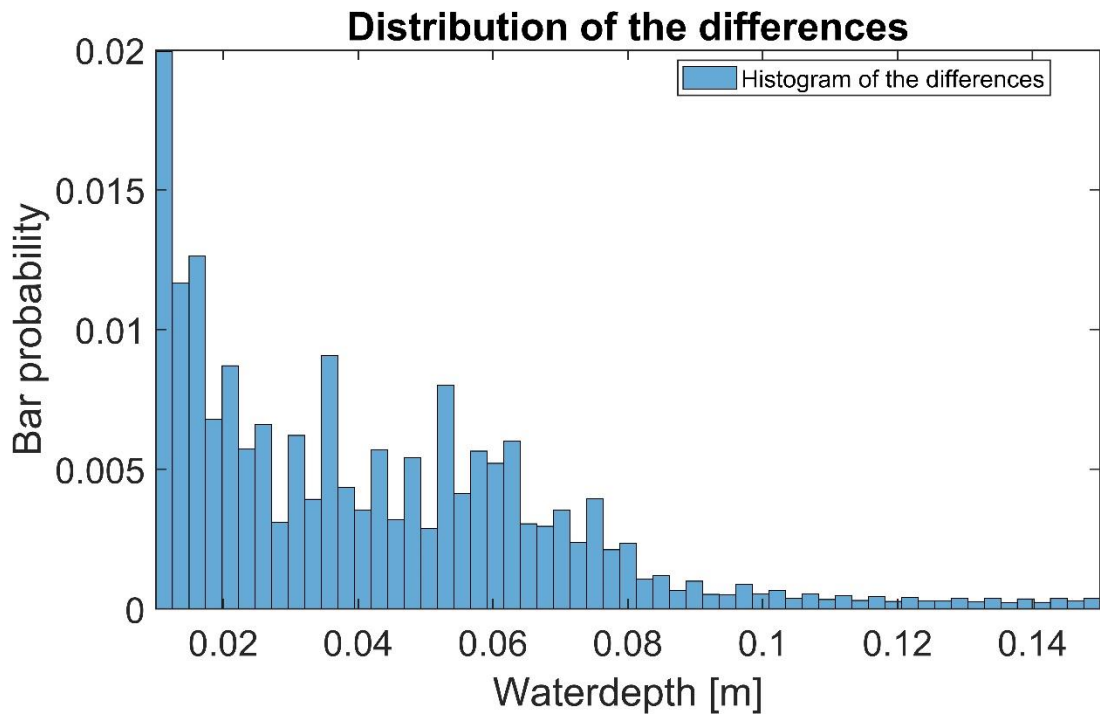 Distribution of the differences
Histogram of the differences
0.02
0.015
0.01
0.005
0
Bar probability
0.02 0.04 0.06 0.08 0.1 0.12 0.14
Waterdepth [m]